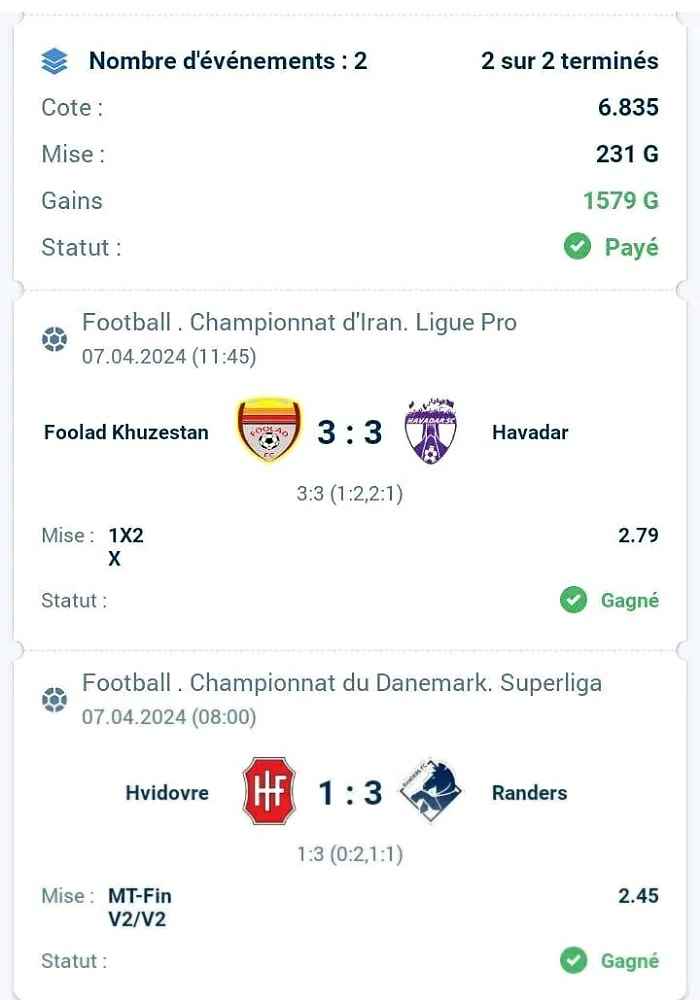 Nombre d'événements : 2 2 sur 2 terminés
Cote : 6.835
Mise : 231 G
Gains 1579 G
Statut : Payé
Football . Championnat d'Iran. Ligue Pro
07.04.2024 (11:45)
Foolad Khuzestan FOOLAD FC 3 : 3 HAVADAR SC Havadar
3:3 (1:2,2:1)
Mise : 1X2 2.79
X
Statut : Gagné
Football . Championnat du Danemark. Superliga
07.04.2024 (08:00)
Hvidovre HIF 1 : 3 RANDERS FC Randers
1:3 (0:2,1:1)
Mise : MT-Fin 2.45
V2/V2
Statut : Gagné